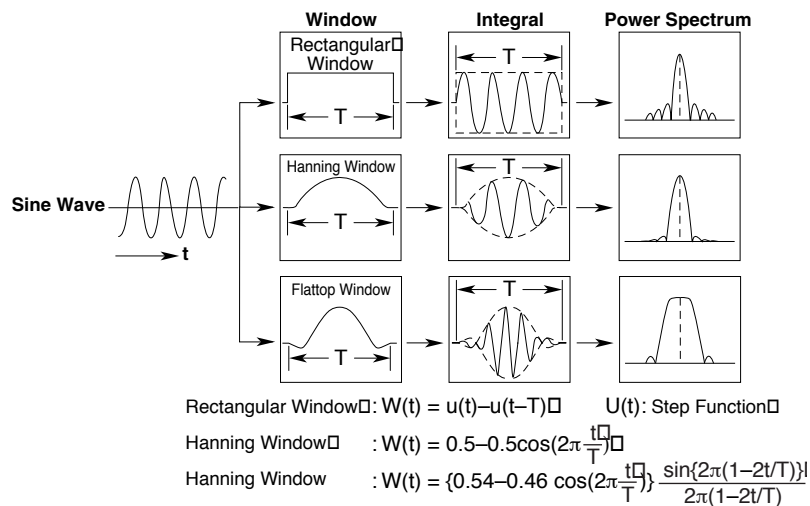 Window Integral Power Spectrum
Rectangular□
Window
T
T
Hanning Window
T
T
Sine Wave
t
Flattop Window
T
T
Rectangular Window□: W(t) = u(t)–u(t–T)□ U(t): Step Function□
Hanning Window□ : W(t) = 0.5–0.5cos(2π t□/T)□
Hanning Window : W(t) = {0.54–0.46 cos(2π t□/T)} sin{2π(1–2t/T)}□/2π(1–2t/T)